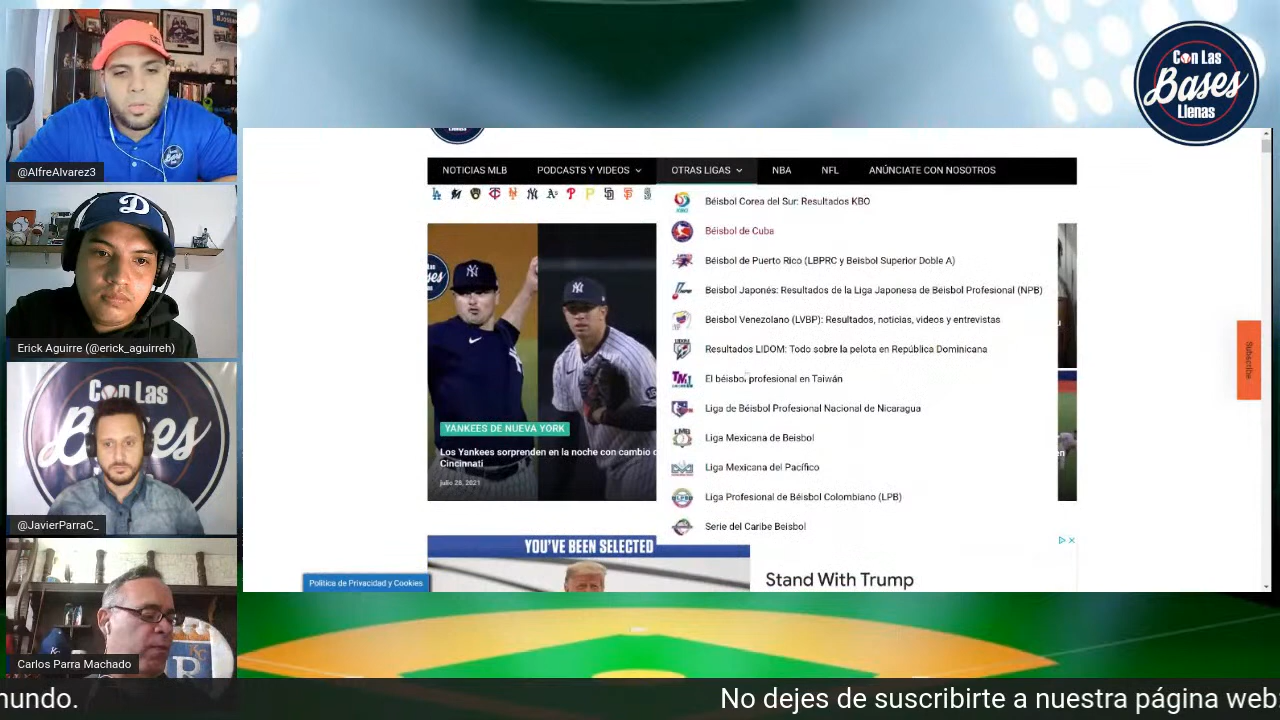 @AlfreAlvarez3
Erick Aguirre (@erick_aguirreh)
CON LAS
@JavierParraC_
Carlos Parra Machado
Con Las
Bases
Llenas
NOTICIAS MLB
PODCASTS Y VIDEOS
OTRAS LIGAS
NBA
NFL
ANÚNCIATE CON NOSOTROS
Béisbol Corea del Sur: Resultados KBO
Béisbol de Cuba
Béisbol de Puerto Rico (LBPRC y Beisbol Superior Doble A)
Beisbol Japonés: Resultados de la Liga Japonesa de Beisbol Profesional (NPB)
Beisbol Venezolano (LVBP): Resultados, noticias, videos y entrevistas
Resultados LIDOM: Todo sobre la pelota en República Dominicana
El béisbol profesional en Taiwán
Liga de Béisbol Profesional Nacional de Nicaragua
Liga Mexicana de Beisbol
Liga Mexicana del Pacífico
Liga Profesional de Béisbol Colombiano (LPB)
Serie del Caribe Beisbol
YANKEES DE NUEVA YORK
Los Yankees sorprenden en la noche con cambio
Cincinnati
julio 28, 2021
YOU'VE BEEN SELECTED
Stand With Trump
Política de Privacidad y Cookies
Subscribe
mundo.
No dejes de suscribirte a nuestra página web